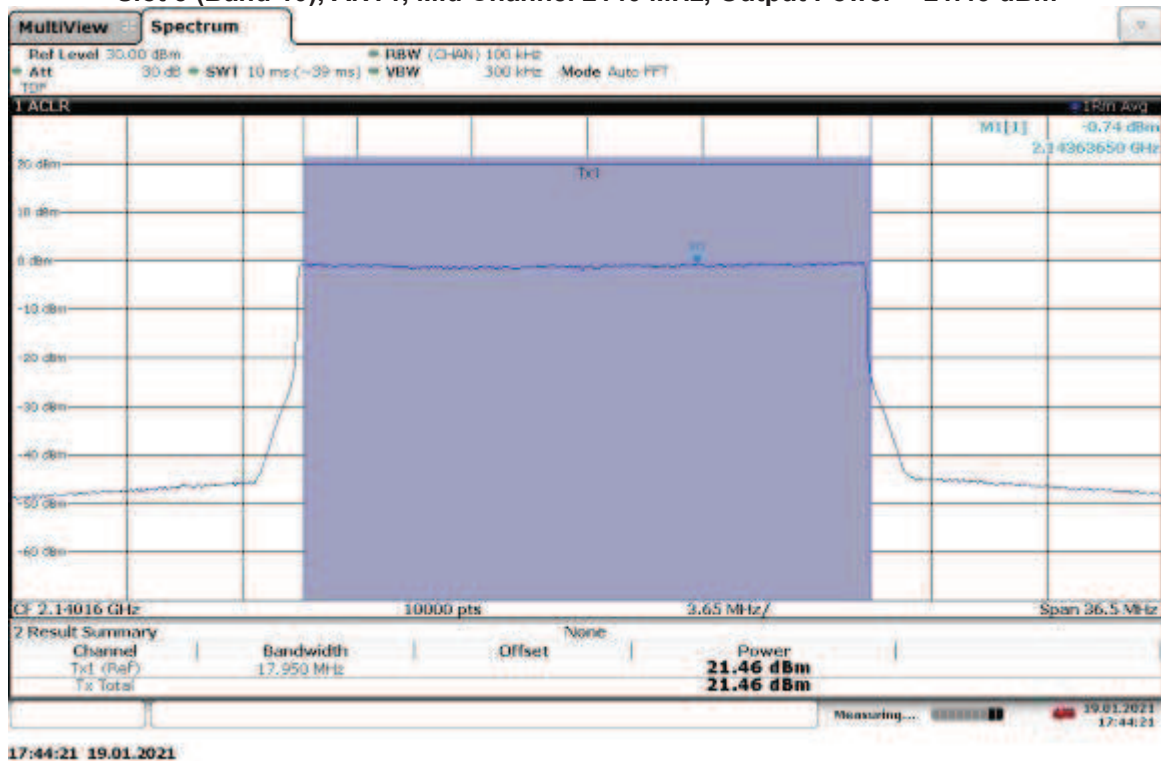 MultiView Spectrum
Ref Level 30.00 dBm RBW (CHAN) 100 kHz
Att 30 dB SWT 10 ms (~39 ms) VBW 300 kHz Mode Auto FFT
TDF
1 ACLR 1Rm Avg
M1[1] -0.74 dBm
2.14363650 GHz
20 dBm
Tx1
10 dBm
M1
0 dBm
-10 dBm
-20 dBm
-30 dBm
-40 dBm
-50 dBm
-60 dBm
CF 2.14016 GHz 10000 pts 3.65 MHz/ Span 36.5 MHz
2 Result Summary None
Channel Bandwidth Offset Power
Tx1 (Ref) 17.950 MHz 21.46 dBm
Tx Total 21.46 dBm
Measuring... 19.01.2021
17:44:21
17:44:21 19.01.2021